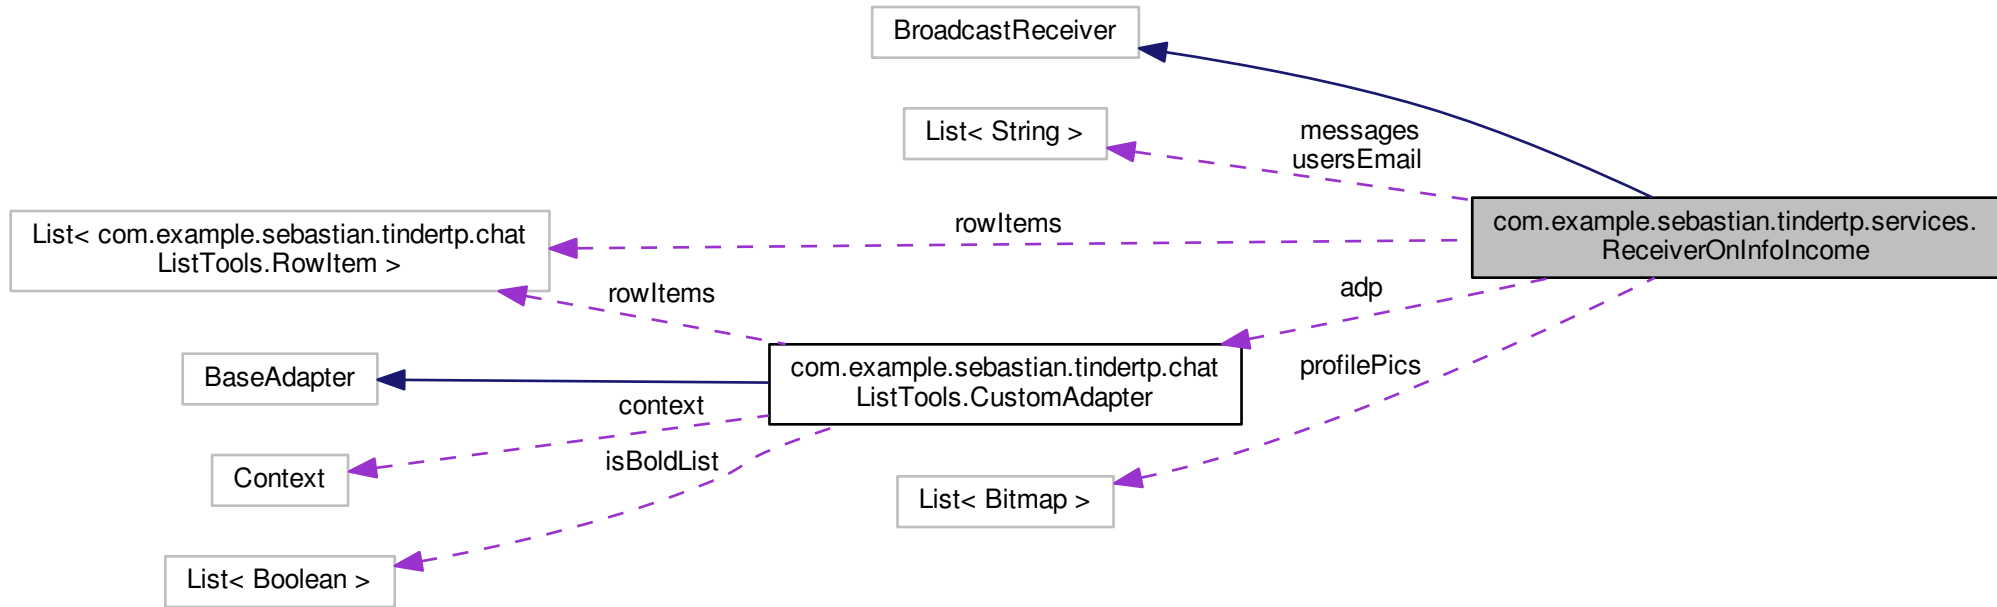 BroadcastReceiver
List< String >
messages
usersEmail
com.example.sebastian.tindertp.services.
ReceiverOnInfoIncome
List< com.example.sebastian.tindertp.chat
ListTools.RowItem >
rowItems
rowItems
adp
BaseAdapter
com.example.sebastian.tindertp.chat
ListTools.CustomAdapter
profilePics
context
isBoldList
Context
List< Bitmap >
List< Boolean >